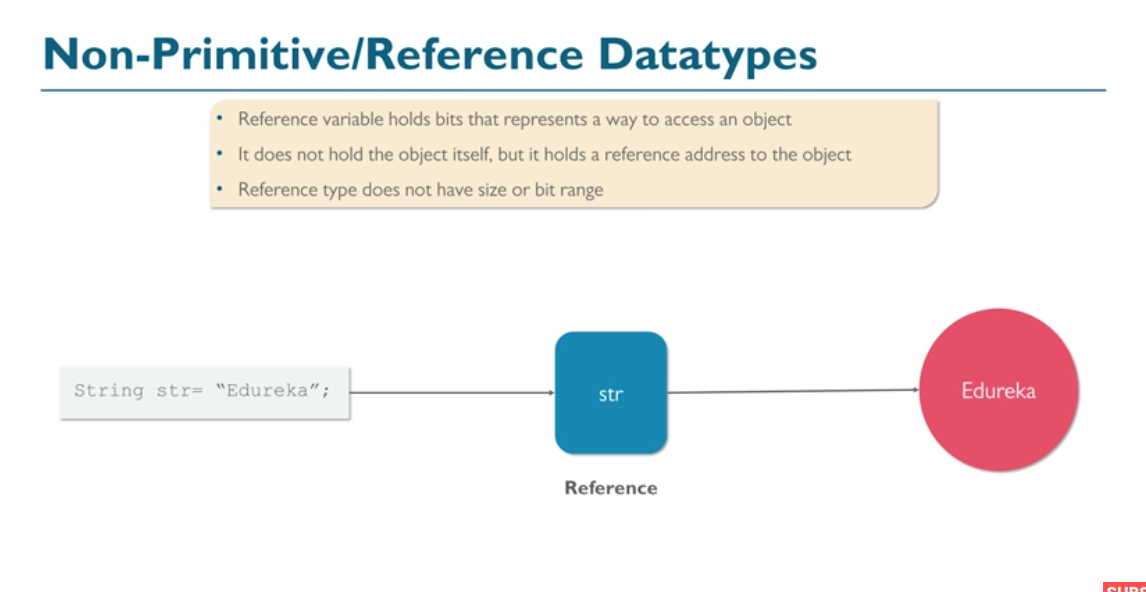 Non-Primitive/Reference Datatypes
• Reference variable holds bits that represents a way to access an object
• It does not hold the object itself, but it holds a reference address to the object
• Reference type does not have size or bit range
String str= “Edureka”;
str
Edureka
Reference